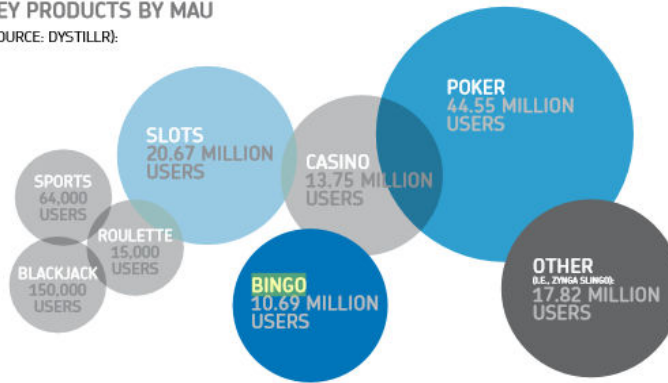 EY PRODUCTS BY MAU
OURCE: DYSTILLR):
POKER
44.55 MILLION
USERS
SLOTS
20.67 MILLION
USERS
CASINO
13.75 MILLION
USERS
SPORTS
64,000
USERS
ROULETTE
15,000
USERS
BLACKJACK
150,000
USERS
BINGO
10.69 MILLION
USERS
OTHER
(I.E., ZYNGA SLINGO):
17.82 MILLION
USERS